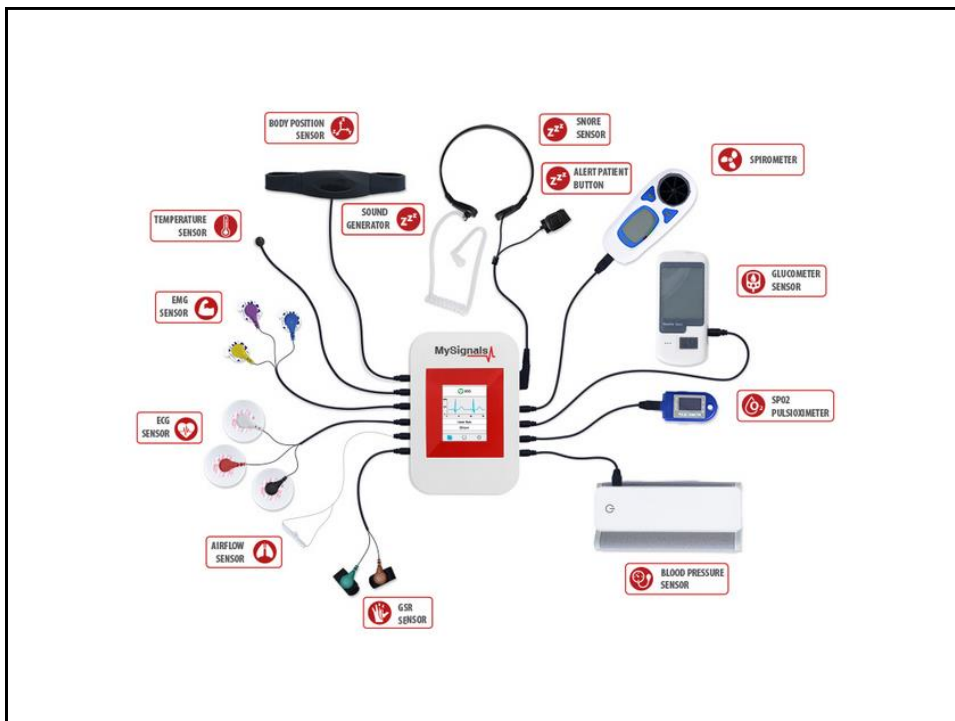 BODY POSITION
SENSOR
SNORE
SENSOR
SPIROMETER
ALERT PATIENT
BUTTON
SOUND
GENERATOR
TEMPERATURE
SENSOR
GLUCOMETER
SENSOR
EMG
SENSOR
MySignals
SPO2
PULSIOXIMETER
ECG
SENSOR
AIRFLOW
SENSOR
BLOOD PRESSURE
SENSOR
GSR
SENSOR